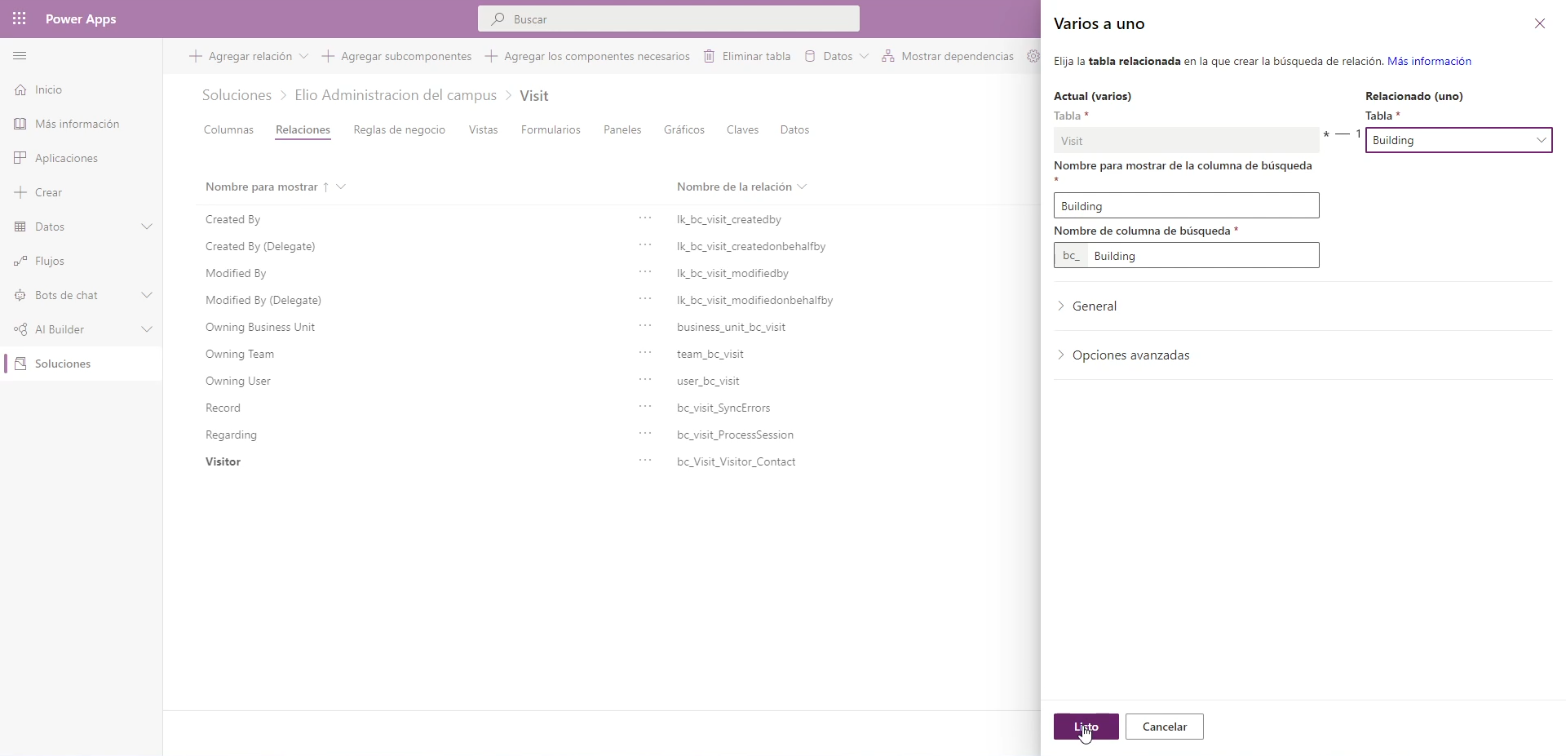 Power Apps
Buscar
Inicio
Más información
Aplicaciones
Crear
Datos
Flujos
Bots de chat
AI Builder
Soluciones
Agregar relación
Agregar subcomponentes
Agregar los componentes necesarios
Eliminar tabla
Datos
Mostrar dependencias
Soluciones > Elio Administracion del campus > Visit
Columnas Relaciones Reglas de negocio Vistas Formularios Paneles Gráficos Claves Datos
Nombre para mostrar ↑ Nombre de la relación
Created By ··· lk_bc_visit_createdby
Created By (Delegate) ··· lk_bc_visit_createdonbehalfby
Modified By ··· lk_bc_visit_modifiedby
Modified By (Delegate) ··· lk_bc_visit_modifiedonbehalfby
Owning Business Unit ··· business_unit_bc_visit
Owning Team ··· team_bc_visit
Owning User ··· user_bc_visit
Record ··· bc_visit_SyncErrors
Regarding ··· bc_visit_ProcessSession
Visitor ··· bc_Visit_Visitor_Contact
Varios a uno
Elija la tabla relacionada en la que crear la búsqueda de relación. Más información
Actual (varios) Relacionado (uno)
Tabla * Tabla *
Visit * — 1 Building
Nombre para mostrar de la columna de búsqueda
*
Building
Nombre de columna de búsqueda *
bc_ Building
General
Opciones avanzadas
Listo Cancelar